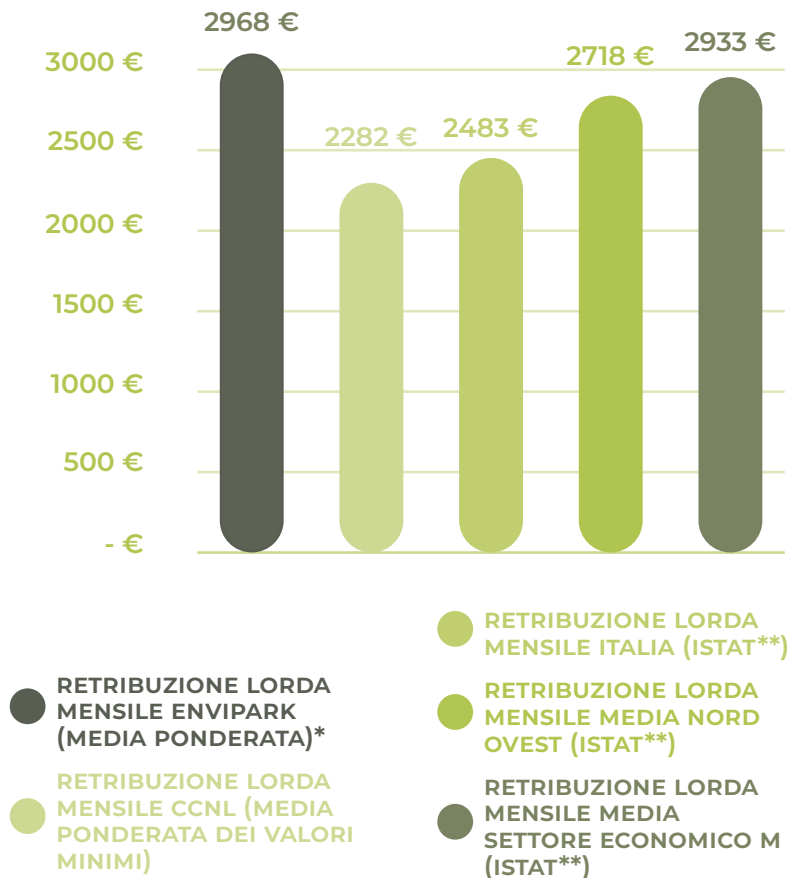 2968 €
2282 €
2483 €
2718 €
2933 €
3000 €
2500 €
2000 €
1500 €
1000 €
500 €
- €
RETRIBUZIONE LORDA
MENSILE ENVIPARK
(MEDIA PONDERATA)*
RETRIBUZIONE LORDA
MENSILE CCNL (MEDIA
PONDERATA DEI VALORI
MINIMI)
RETRIBUZIONE LORDA
MENSILE ITALIA (ISTAT**)
RETRIBUZIONE LORDA
MENSILE MEDIA NORD
OVEST (ISTAT**)
RETRIBUZIONE LORDA
MENSILE MEDIA
SETTORE ECONOMICO M
(ISTAT**)